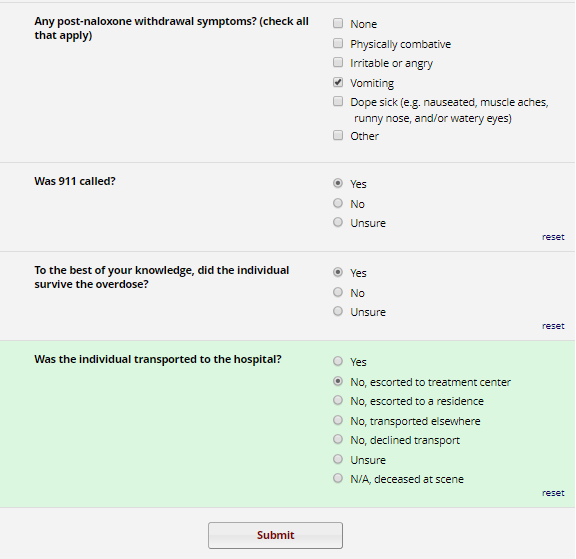 Any post-naloxone withdrawal symptoms? (check all
that apply)
None
Physically combative
Irritable or angry
Vomiting
Dope sick (e.g. nauseated, muscle aches,
runny nose, and/or watery eyes)
Other
Was 911 called?
Yes
No
Unsure
reset
To the best of your knowledge, did the individual
survive the overdose?
Yes
No
Unsure
reset
Was the individual transported to the hospital?
Yes
No, escorted to treatment center
No, escorted to a residence
No, transported elsewhere
No, declined transport
Unsure
N/A, deceased at scene
reset
Submit